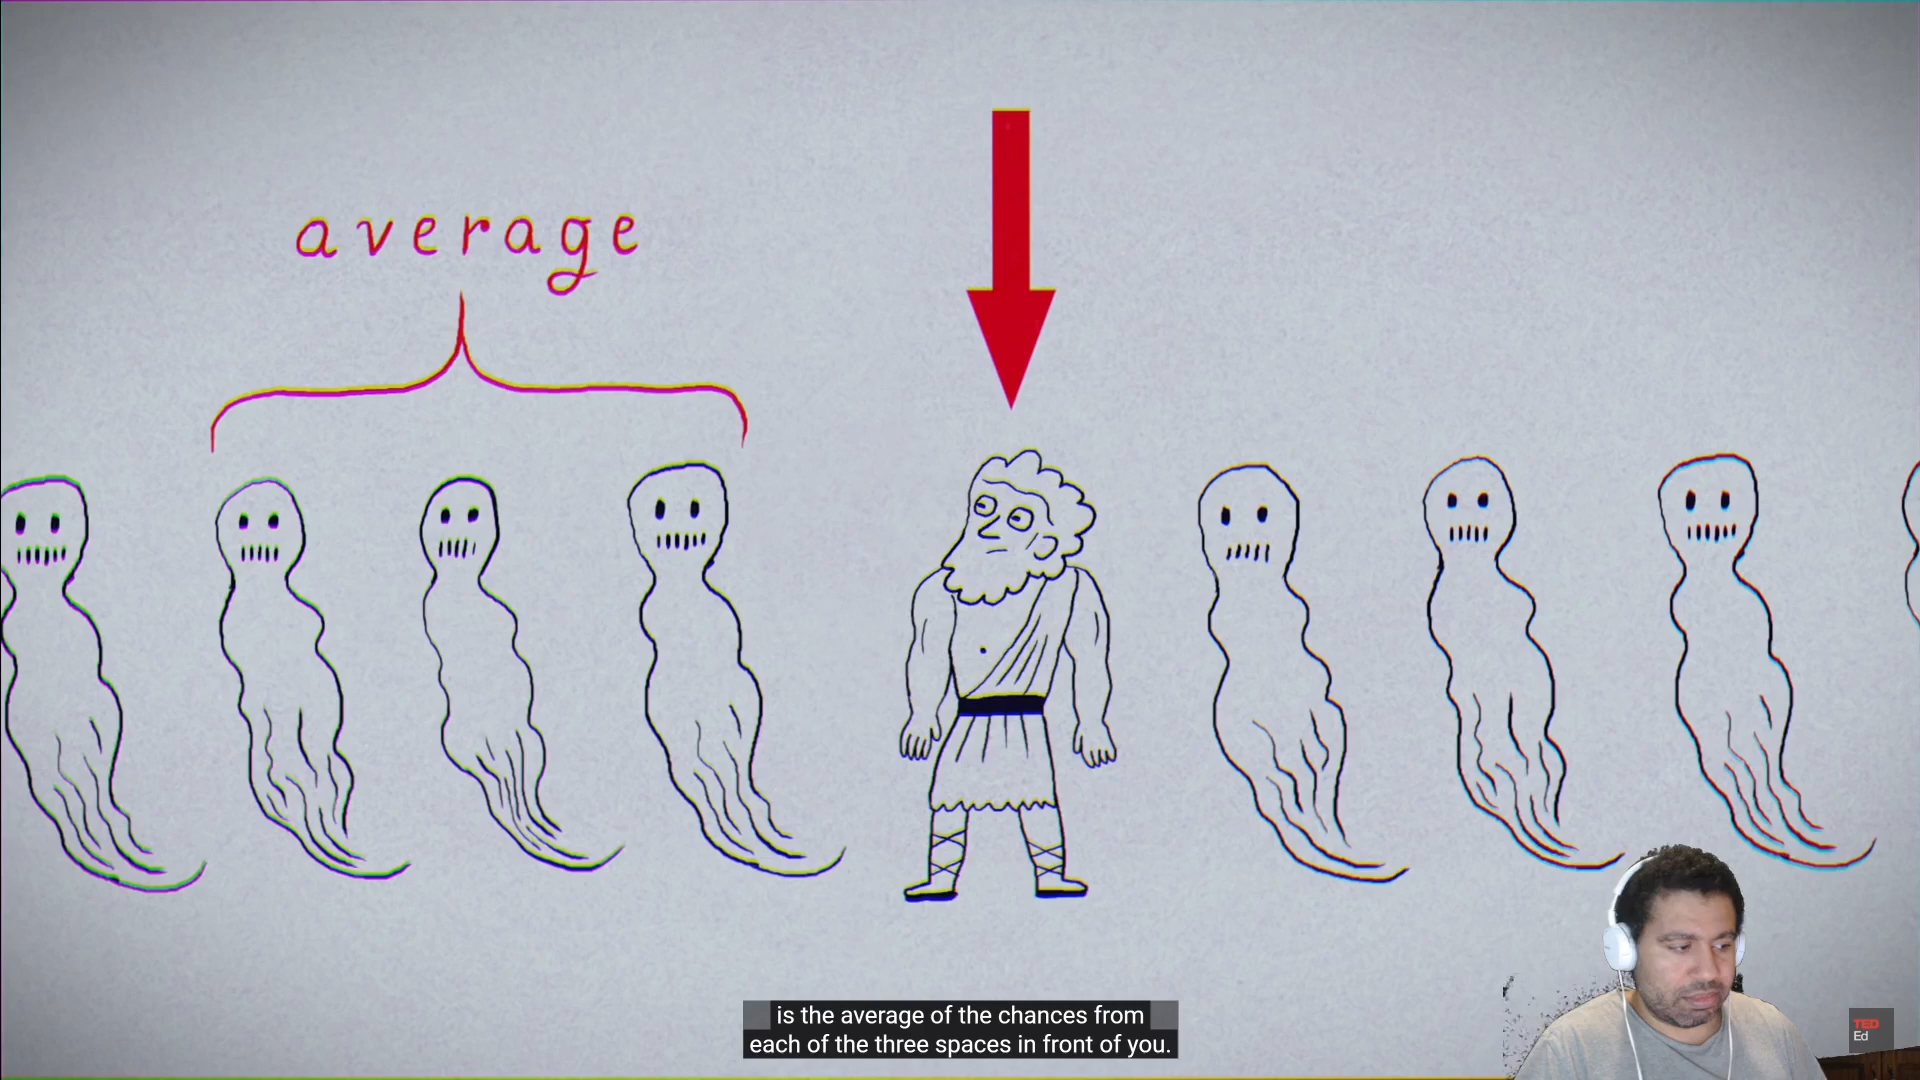 average
is the average of the chances from
each of the three spaces in front of you.
TED
Ed